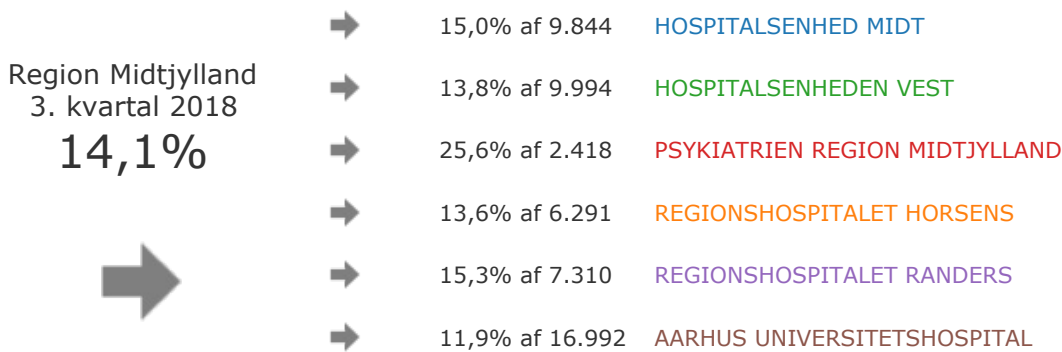 Region Midtjylland
3. kvartal 2018
14,1%
15,0% af 9.844 HOSPITALSENHED MIDT
13,8% af 9.994 HOSPITALSENHEDEN VEST
25,6% af 2.418 PSYKIATRIEN REGION MIDTJYLLAND
13,6% af 6.291 REGIONSHOSPITALET HORSENS
15,3% af 7.310 REGIONSHOSPITALET RANDERS
11,9% af 16.992 AARHUS UNIVERSITETSHOSPITAL